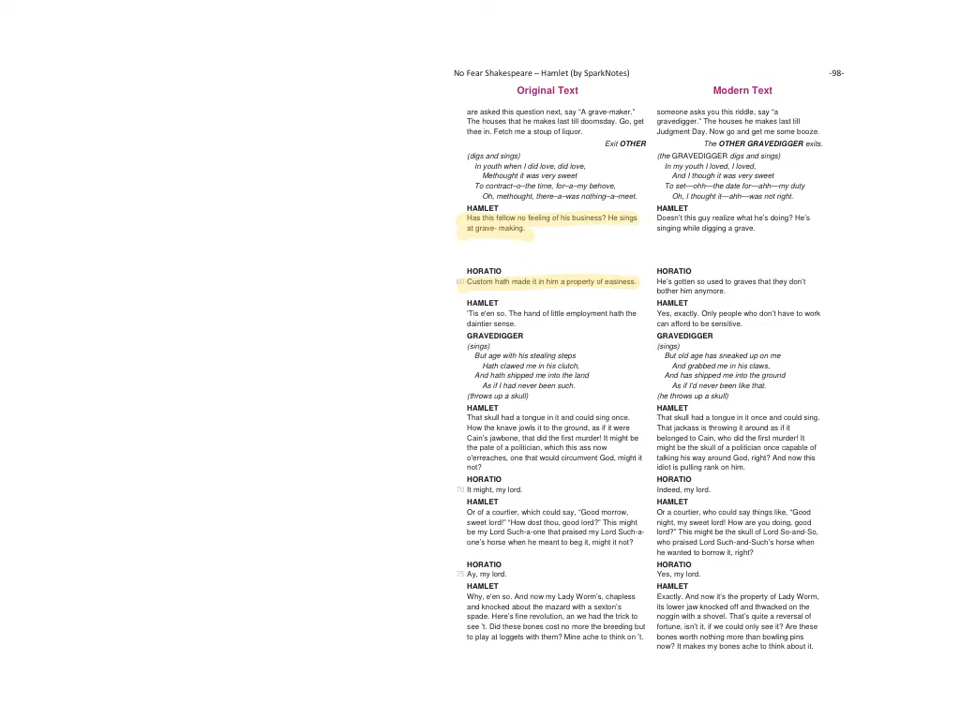 No Fear Shakespeare – Hamlet (by SparkNotes)
-98-
Original Text
are asked this question next, say “A grave-maker.”
The houses that he makes last till doomsday. Go, get
thee in. Fetch me a stoup of liquor.
Exit OTHER
(digs and sings)
In youth when I did love, did love,
Methought it was very sweet
To contract–o–the time, for–a–my behove,
Oh, methought, there–a–was nothing–a–meet.
HAMLET
Has this fellow no feeling of his business? He sings
at grave- making.
HORATIO
60 Custom hath made it in him a property of easiness.
HAMLET
'Tis e'en so. The hand of little employment hath the
daintier sense.
GRAVEDIGGER
(sings)
But age with his stealing steps
Hath clawed me in his clutch,
And hath shipped me into the land
As if I had never been such.
(throws up a skull)
HAMLET
That skull had a tongue in it and could sing once.
How the knave jowls it to the ground, as if it were
Cain's jawbone, that did the first murder! It might be
the pate of a politician, which this ass now
o'erreaches, one that would circumvent God, might it
not?
HORATIO
70 It might, my lord.
HAMLET
Or of a courtier, which could say, “Good morrow,
sweet lord!” “How dost thou, good lord?” This might
be my Lord Such-a-one that praised my Lord Such-a-
one's horse when he meant to beg it, might it not?
HORATIO
75 Ay, my lord.
HAMLET
Why, e'en so. And now my Lady Worm's, chapless
and knocked about the mazard with a sexton's
spade. Here's fine revolution, an we had the trick to
see 't. Did these bones cost no more the breeding but
to play at loggets with them? Mine ache to think on 't.
Modern Text
someone asks you this riddle, say “a
gravedigger.” The houses he makes last till
Judgment Day. Now go and get me some booze.
The OTHER GRAVEDIGGER exits.
(the GRAVEDIGGER digs and sings)
In my youth I loved, I loved,
And I though it was very sweet
To set—ohh—the date for—ahh—my duty
Oh, I thought it—ahh—was not right.
HAMLET
Doesn't this guy realize what he's doing? He's
singing while digging a grave.
HORATIO
He's gotten so used to graves that they don't
bother him anymore.
HAMLET
Yes, exactly. Only people who don't have to work
can afford to be sensitive.
GRAVEDIGGER
(sings)
But old age has sneaked up on me
And grabbed me in his claws,
And has shipped me into the ground
As if I'd never been like that.
(he throws up a skull)
HAMLET
That skull had a tongue in it once and could sing.
That jackass is throwing it around as if it
belonged to Cain, who did the first murder! It
might be the skull of a politician once capable of
talking his way around God, right? And now this
idiot is pulling rank on him.
HORATIO
Indeed, my lord.
HAMLET
Or a courtier, who could say things like, “Good
night, my sweet lord! How are you doing, good
lord?” This might be the skull of Lord So-and-So,
who praised Lord Such-and-Such's horse when
he wanted to borrow it, right?
HORATIO
Yes, my lord.
HAMLET
Exactly. And now it's the property of Lady Worm,
its lower jaw knocked off and thwacked on the
noggin with a shovel. That's quite a reversal of
fortune, isn't it, if we could only see it? Are these
bones worth nothing more than bowling pins
now? It makes my bones ache to think about it.